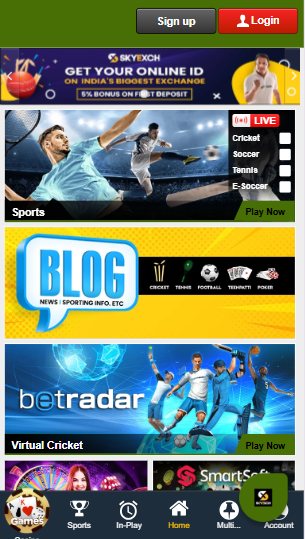 Sign up
Login
SKYEXCH
GET YOUR ONLINE ID
ON INDIA'S BIGGEST EXCHANGE
5% BONUS ON FIRST DEPOSIT
LIVE
Cricket
Soccer
Tennis
E-Soccer
Sports
Play Now
BLOG
NEWS | SPORTING INFO. ETC
CRICKET TENNIS FOOTBALL TEENPATTI POKER
betradar
Virtual Cricket
Play Now
SmartSoft
Games
Casino
Sports
In-Play
Home
Multi...
SKYEXCH
Account